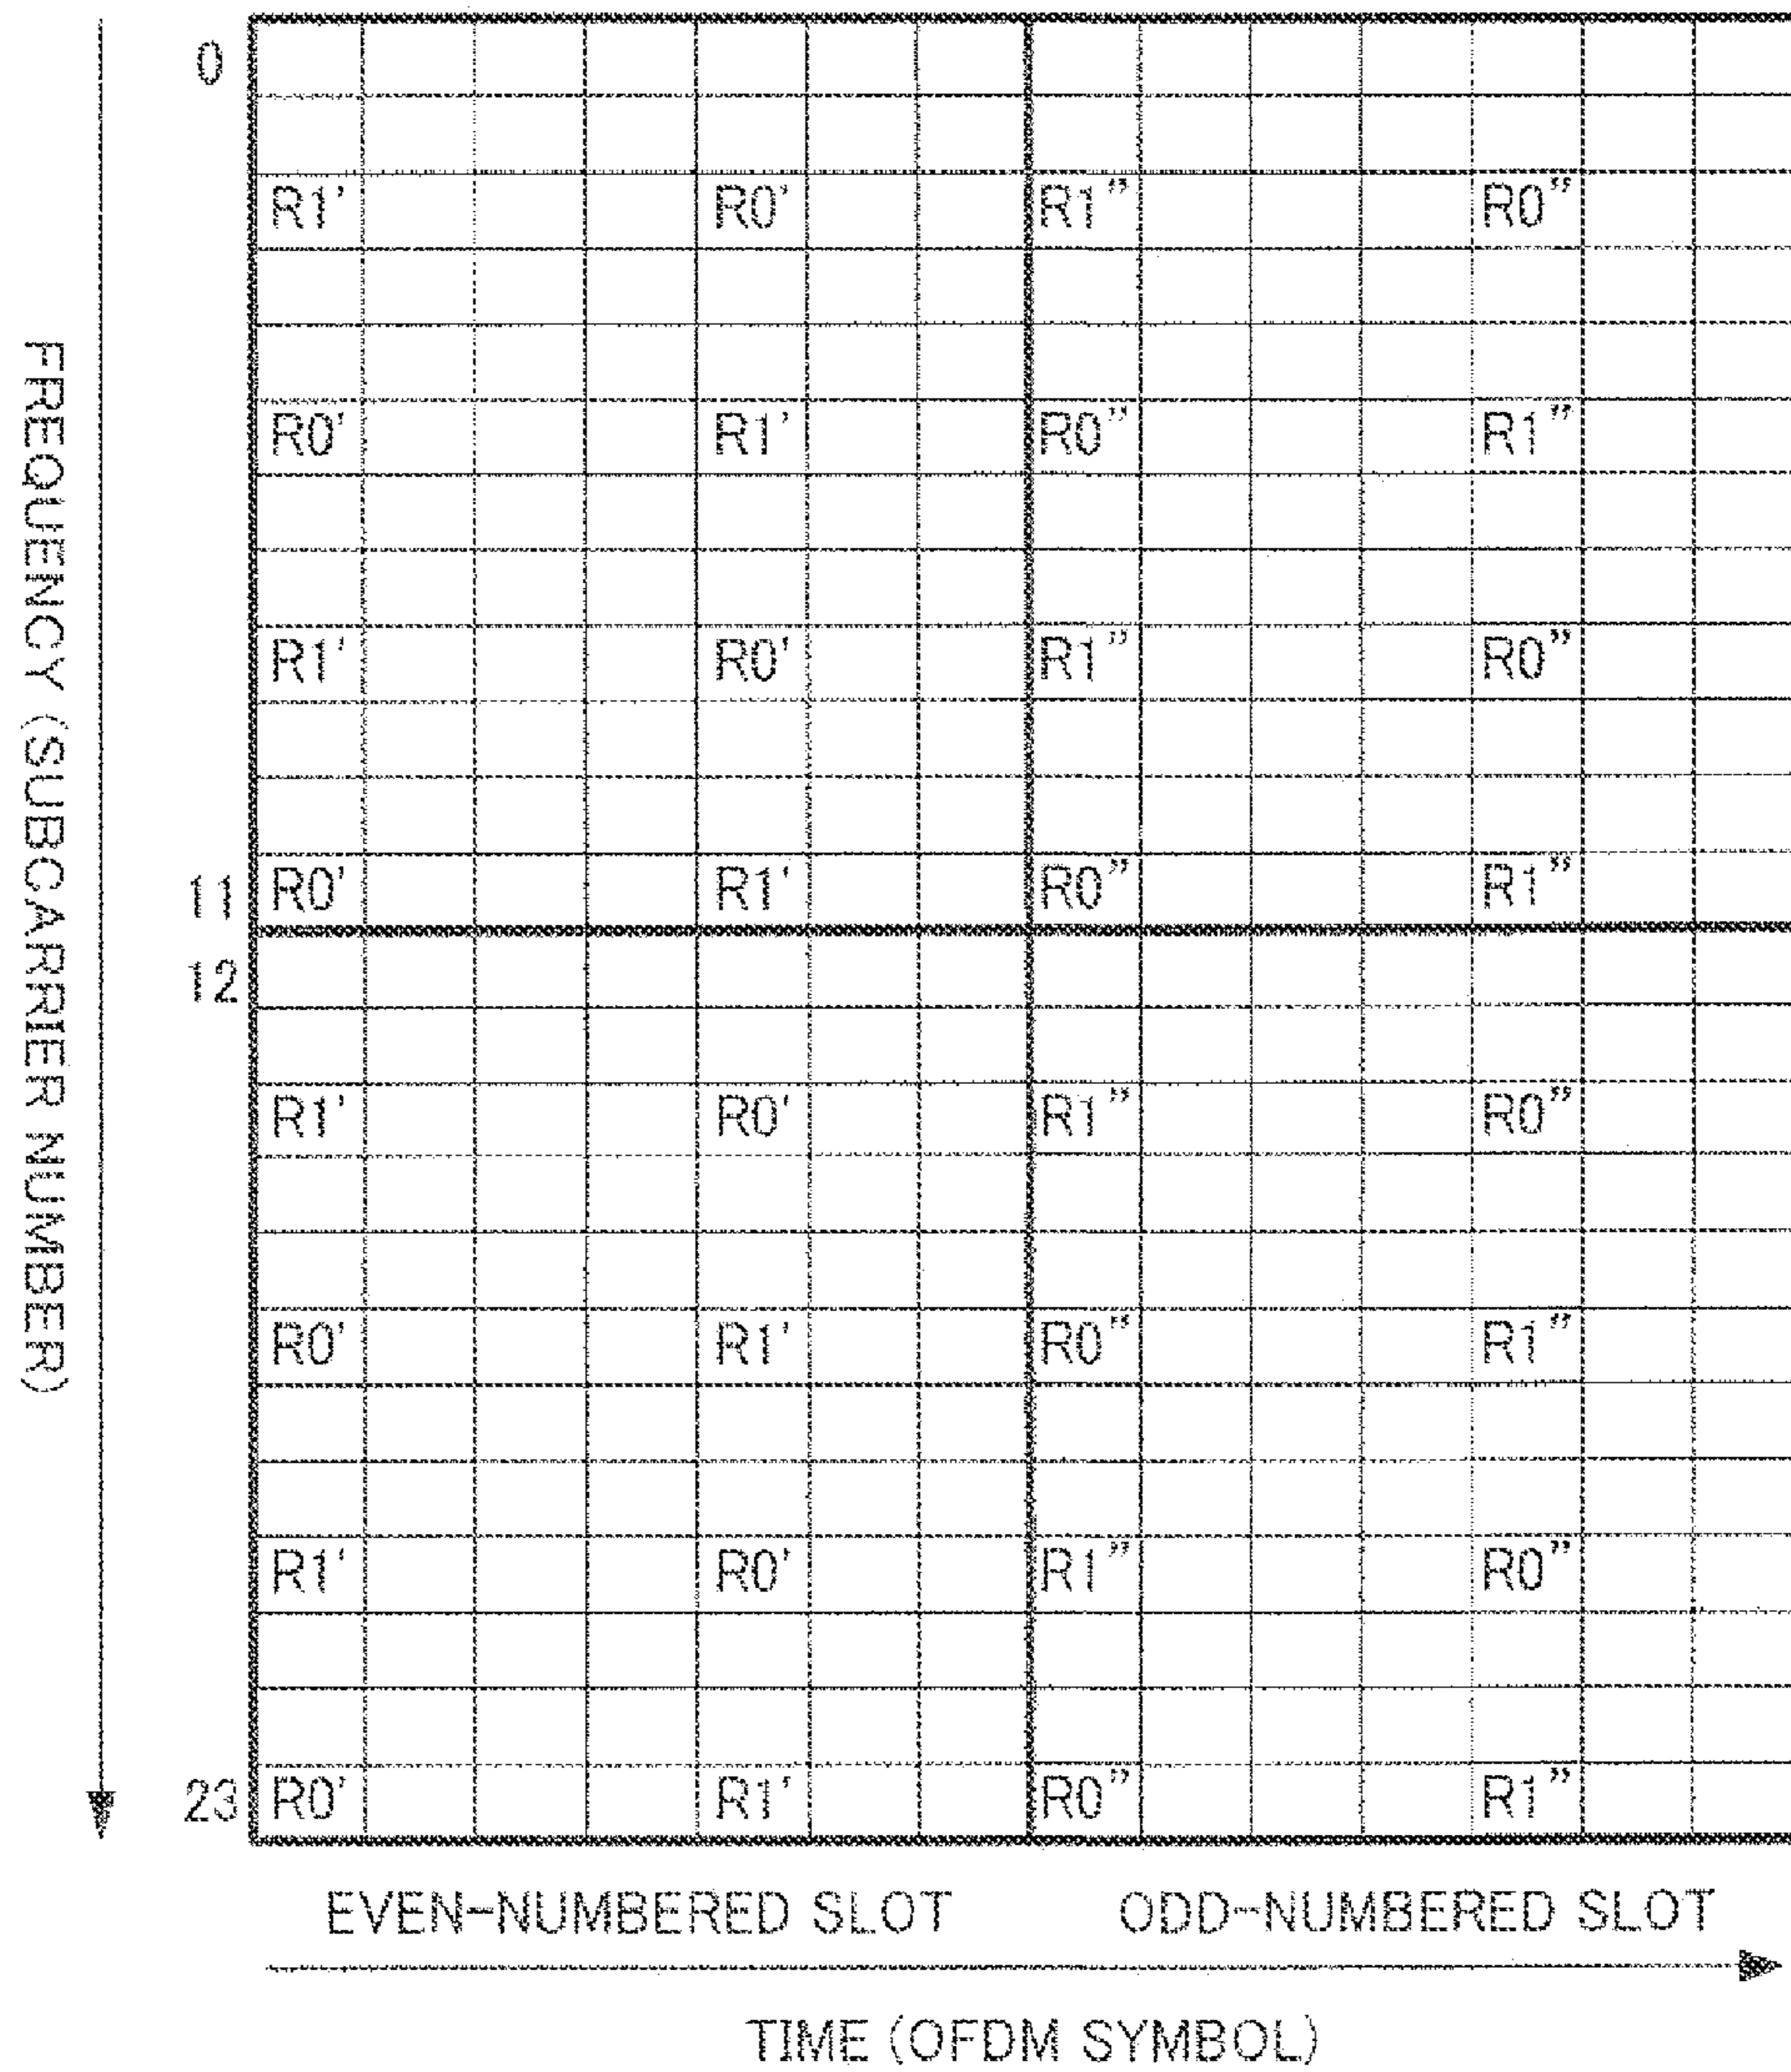 FREQUENCY (SUBCARRIER NUMBER)
0
R1' R0' R1" R0"
R0' R1' R0" R1"
R1' R0' R1" R0"
11 R0' R1' R0" R1"
12
R1' R0' R1" R0"
R0' R1' R0" R1"
R1' R0' R1" R0"
23 R0' R1' R0" R1"
EVEN-NUMBERED SLOT ODD-NUMBERED SLOT
TIME (OFDM SYMBOL)